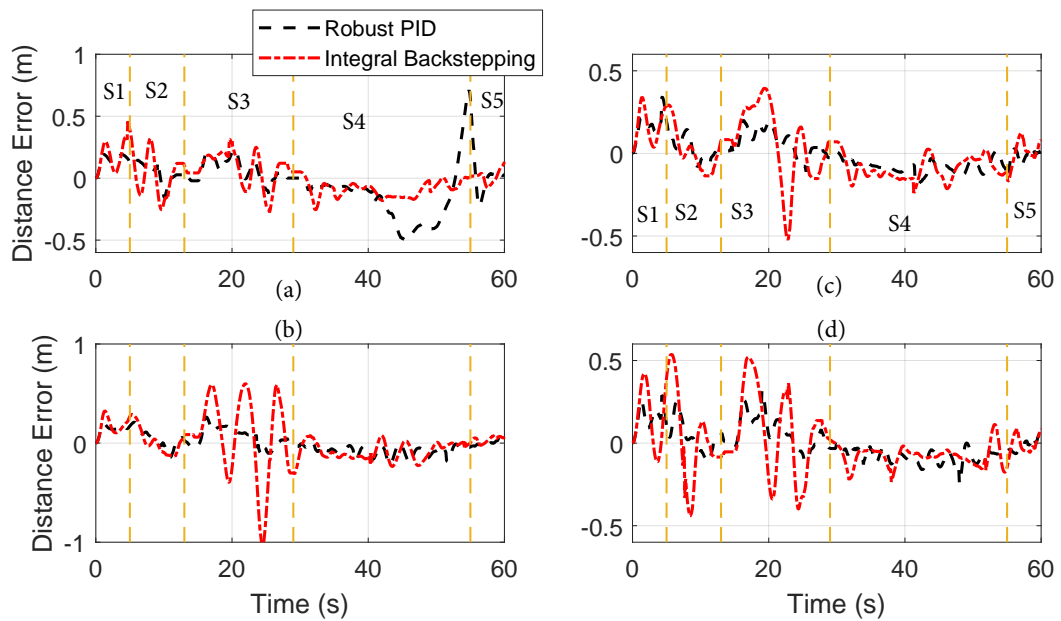 Robust PID
Integral Backstepping
Distance Error (m)
1
0.5
0
-0.5
S1
S2
S3
S4
S5
0
20
40
60
(a)
0.5
0
-0.5
S1
S2
S3
S4
S5
0
20
40
60
(c)
(b)
Distance Error (m)
1
0
-1
0
20
40
60
Time (s)
(d)
0.5
0
-0.5
0
20
40
60
Time (s)